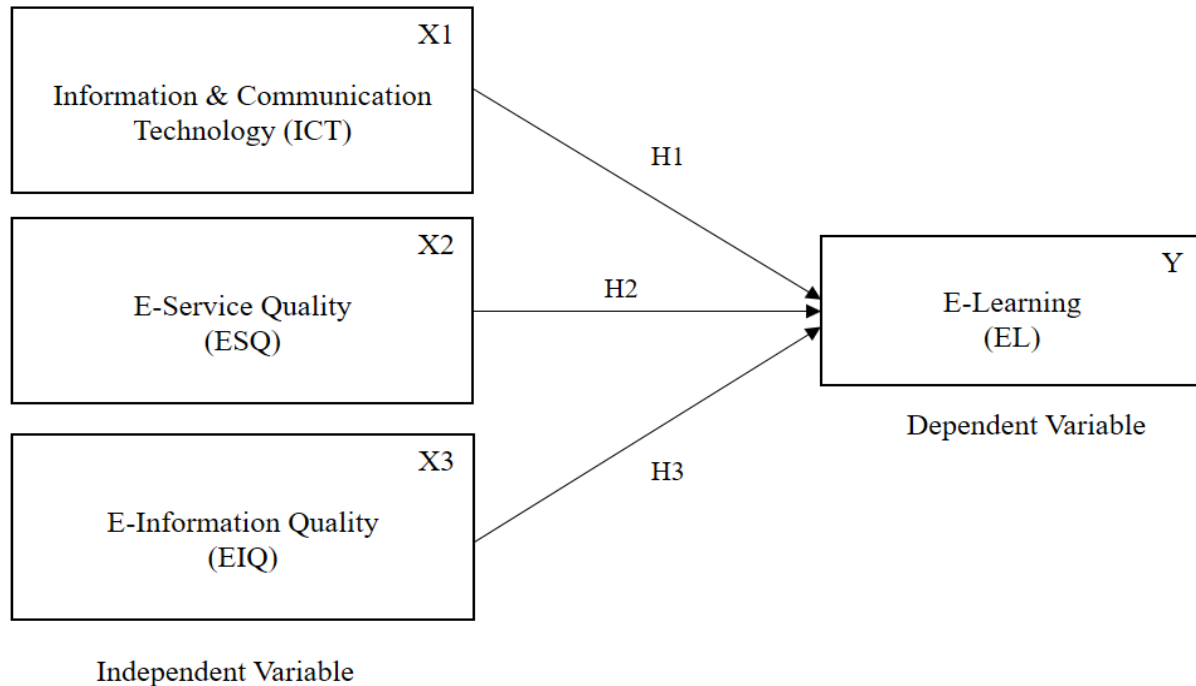 X1
Information & Communication
Technology (ICT)
H1
X2
E-Service Quality
(ESQ)
H2
Y
E-Learning
(EL)
Dependent Variable
X3
E-Information Quality
(EIQ)
H3
Independent Variable